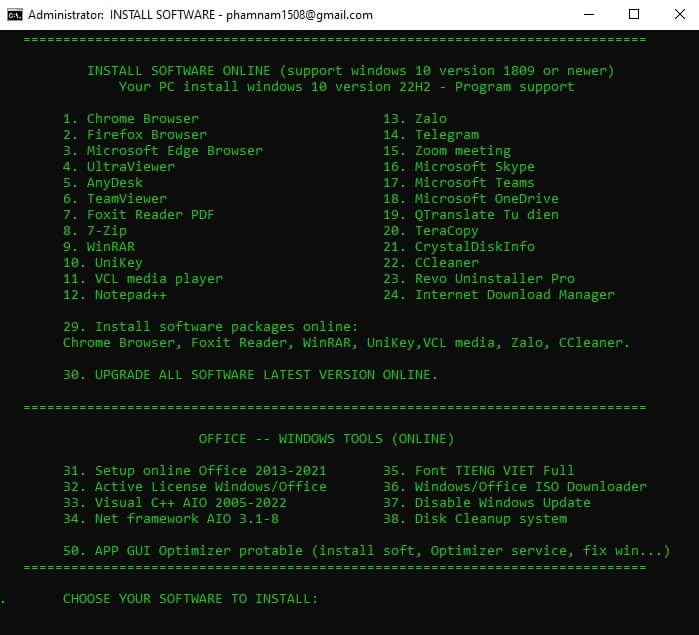 Administrator: INSTALL SOFTWARE - phamnam1508@gmail.com
==============================================================================
INSTALL SOFTWARE ONLINE (support windows 10 version 1809 or newer)
Your PC install windows 10 version 22H2 - Program support
1. Chrome Browser 13. Zalo
2. Firefox Browser 14. Telegram
3. Microsoft Edge Browser 15. Zoom meeting
4. UltraViewer 16. Microsoft Skype
5. AnyDesk 17. Microsoft Teams
6. TeamViewer 18. Microsoft OneDrive
7. Foxit Reader PDF 19. QTranslate Tu dien
8. 7-Zip 20. TeraCopy
9. WinRAR 21. CrystalDiskInfo
10. UniKey 22. CCleaner
11. VCL media player 23. Revo Uninstaller Pro
12. Notepad++ 24. Internet Download Manager
29. Install software packages online:
Chrome Browser, Foxit Reader, WinRAR, UniKey,VCL media, Zalo, CCleaner.
30. UPGRADE ALL SOFTWARE LATEST VERSION ONLINE.
==============================================================================
OFFICE -- WINDOWS TOOLS (ONLINE)
31. Setup online Office 2013-2021 35. Font TIENG VIET Full
32. Active License Windows/Office 36. Windows/Office ISO Downloader
33. Visual C++ AIO 2005-2022 37. Disable Windows Update
34. Net framework AIO 3.1-8 38. Disk Cleanup system
50. APP GUI Optimizer protable (install soft, Optimizer service, fix win...)
==============================================================================
. CHOOSE YOUR SOFTWARE TO INSTALL: